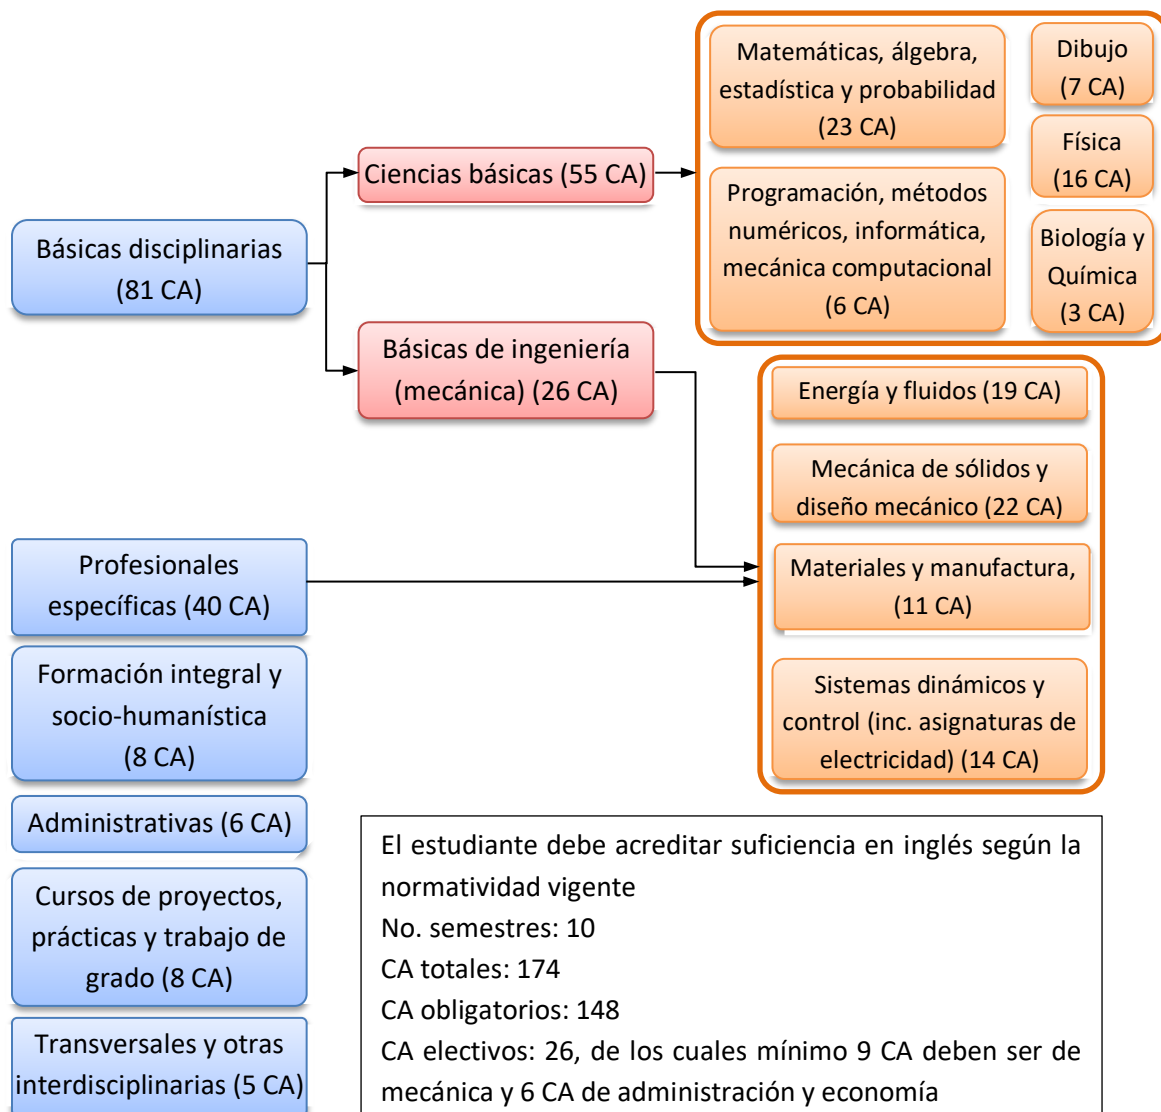 Matemáticas, álgebra,
estadística y probabilidad
(23 CA)
Dibujo
(7 CA)
Física
(16 CA)
Ciencias básicas (55 CA)
Programación, métodos
numéricos, informática,
mecánica computacional
(6 CA)
Biología y
Química
(3 CA)
Básicas disciplinarias
(81 CA)
Básicas de ingeniería
(mecánica) (26 CA)
Energía y fluidos (19 CA)
Mecánica de sólidos y
diseño mecánico (22 CA)
Materiales y manufactura,
(11 CA)
Sistemas dinámicos y
control (inc. asignaturas de
electricidad) (14 CA)
Profesionales
específicas (40 CA)
Formación integral y
socio-humanística
(8 CA)
Administrativas (6 CA)
Cursos de proyectos,
prácticas y trabajo de
grado (8 CA)
Transversales y otras
interdisciplinarias (5 CA)
El estudiante debe acreditar suficiencia en inglés según la
normatividad vigente
No. semestres: 10
CA totales: 174
CA obligatorios: 148
CA electivos: 26, de los cuales mínimo 9 CA deben ser de
mecánica y 6 CA de administración y economía